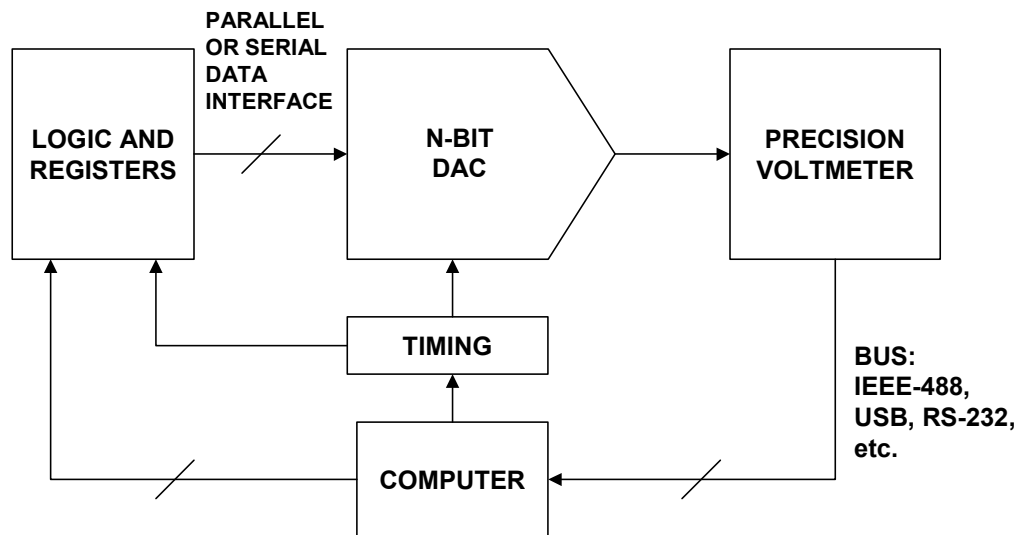 PARALLEL
OR SERIAL
DATA
INTERFACE
LOGIC AND
REGISTERS
N-BIT
DAC
PRECISION
VOLTMETER
TIMING
BUS:
IEEE-488,
USB, RS-232,
etc.
COMPUTER